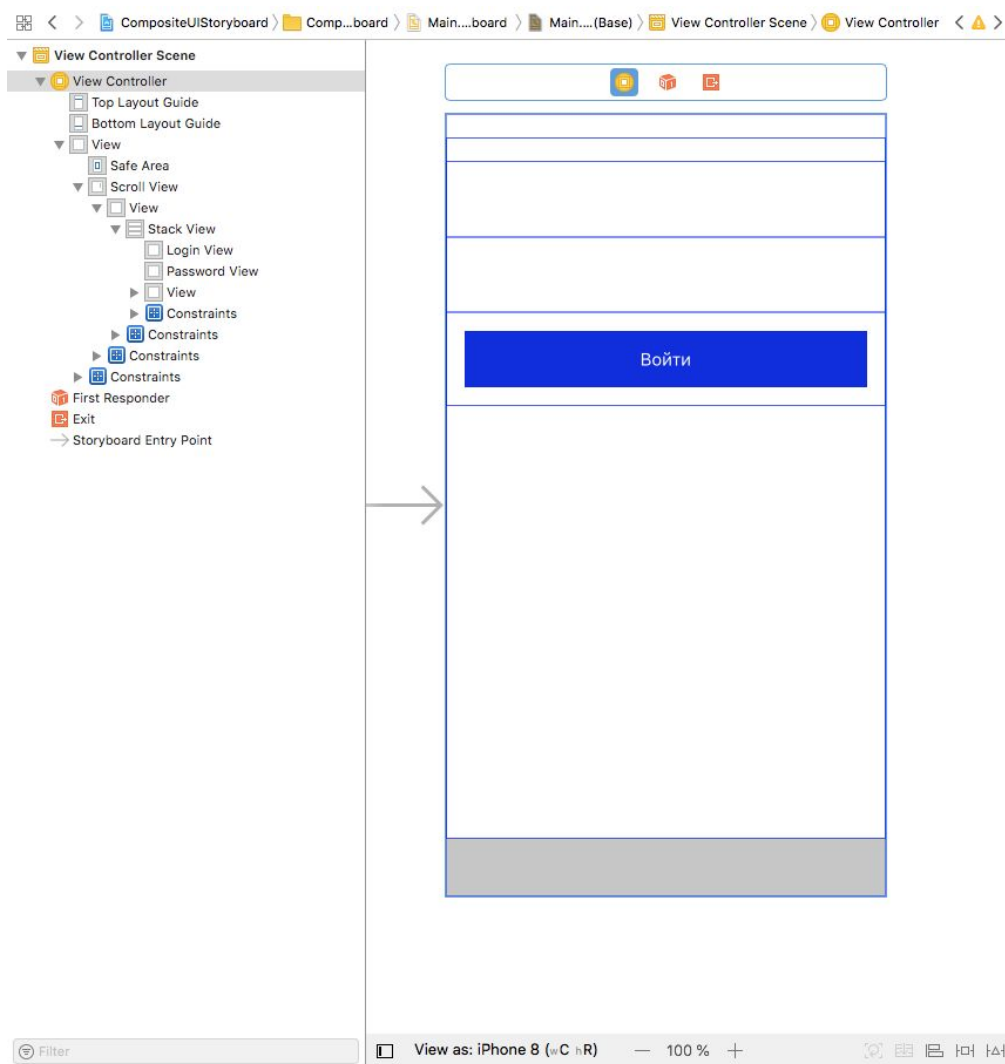 CompositeUIStoryboard Comp...board Main....board Main....(Base) View Controller Scene View Controller
View Controller Scene
View Controller
Top Layout Guide
Bottom Layout Guide
View
Safe Area
Scroll View
View
Stack View
Login View
Password View
View
Constraints
Constraints
Constraints
Constraints
First Responder
Exit
Storyboard Entry Point
Войти
Filter
View as: iPhone 8 (wC hR) — 100 % +